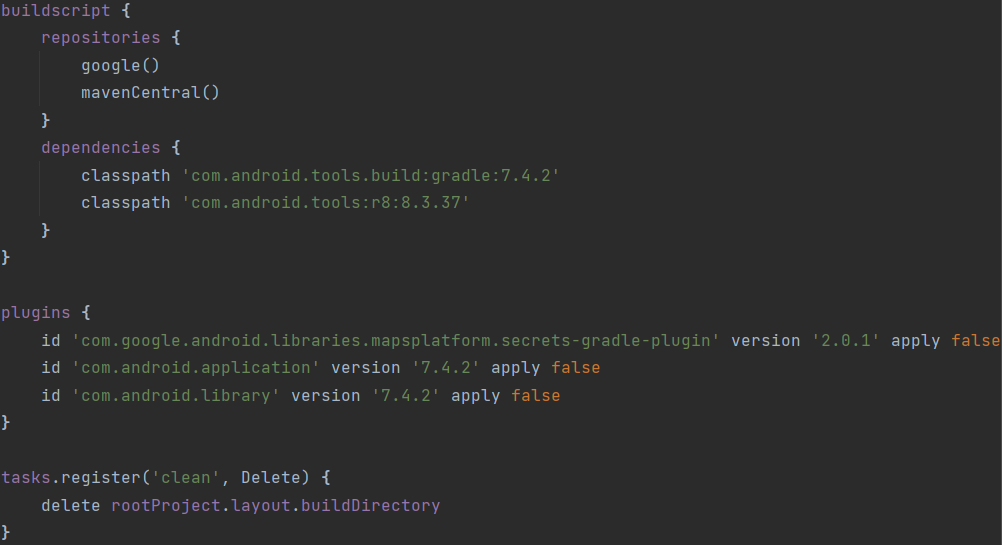 buildscript {
    repositories {
        google()
        mavenCentral()
    }
    dependencies {
        classpath 'com.android.tools.build:gradle:7.4.2'
        classpath 'com.android.tools:r8:8.3.37'
    }
}

plugins {
    id 'com.google.android.libraries.mapsplatform.secrets-gradle-plugin' version '2.0.1' apply false
    id 'com.android.application' version '7.4.2' apply false
    id 'com.android.library' version '7.4.2' apply false
}

tasks.register('clean', Delete) {
    delete rootProject.layout.buildDirectory
}